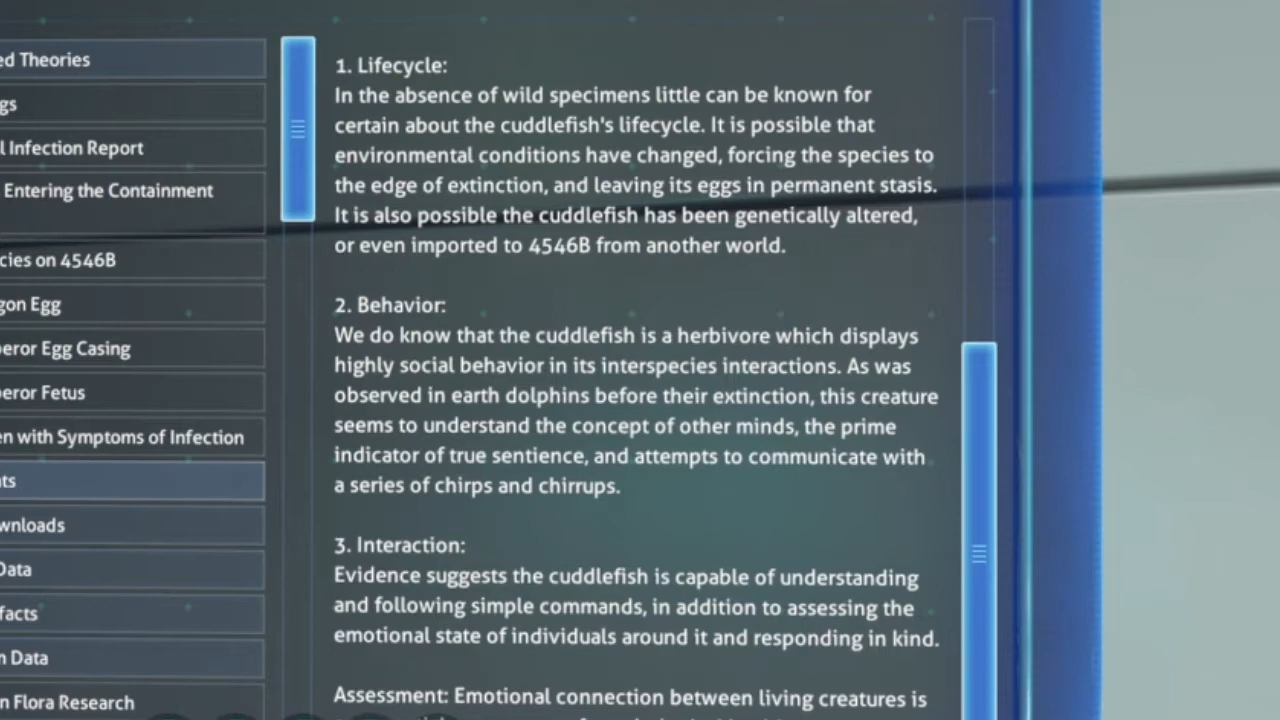 ed Theories
gs
l Infection Report
Entering the Containment
cies on 4546B
gon Egg
eror Egg Casing
eror Fetus
en with Symptoms of Infection
ts
wnloads
Data
facts
n Data
n Flora Research
1. Lifecycle:
In the absence of wild specimens little can be known for
certain about the cuddlefish's lifecycle. It is possible that
environmental conditions have changed, forcing the species to
the edge of extinction, and leaving its eggs in permanent stasis.
It is also possible the cuddlefish has been genetically altered,
or even imported to 4546B from another world.
2. Behavior:
We do know that the cuddlefish is a herbivore which displays
highly social behavior in its interspecies interactions. As was
observed in earth dolphins before their extinction, this creature
seems to understand the concept of other minds, the prime
indicator of true sentience, and attempts to communicate with
a series of chirps and chirrups.
3. Interaction:
Evidence suggests the cuddlefish is capable of understanding
and following simple commands, in addition to assessing the
emotional state of individuals around it and responding in kind.
Assessment: Emotional connection between living creatures is